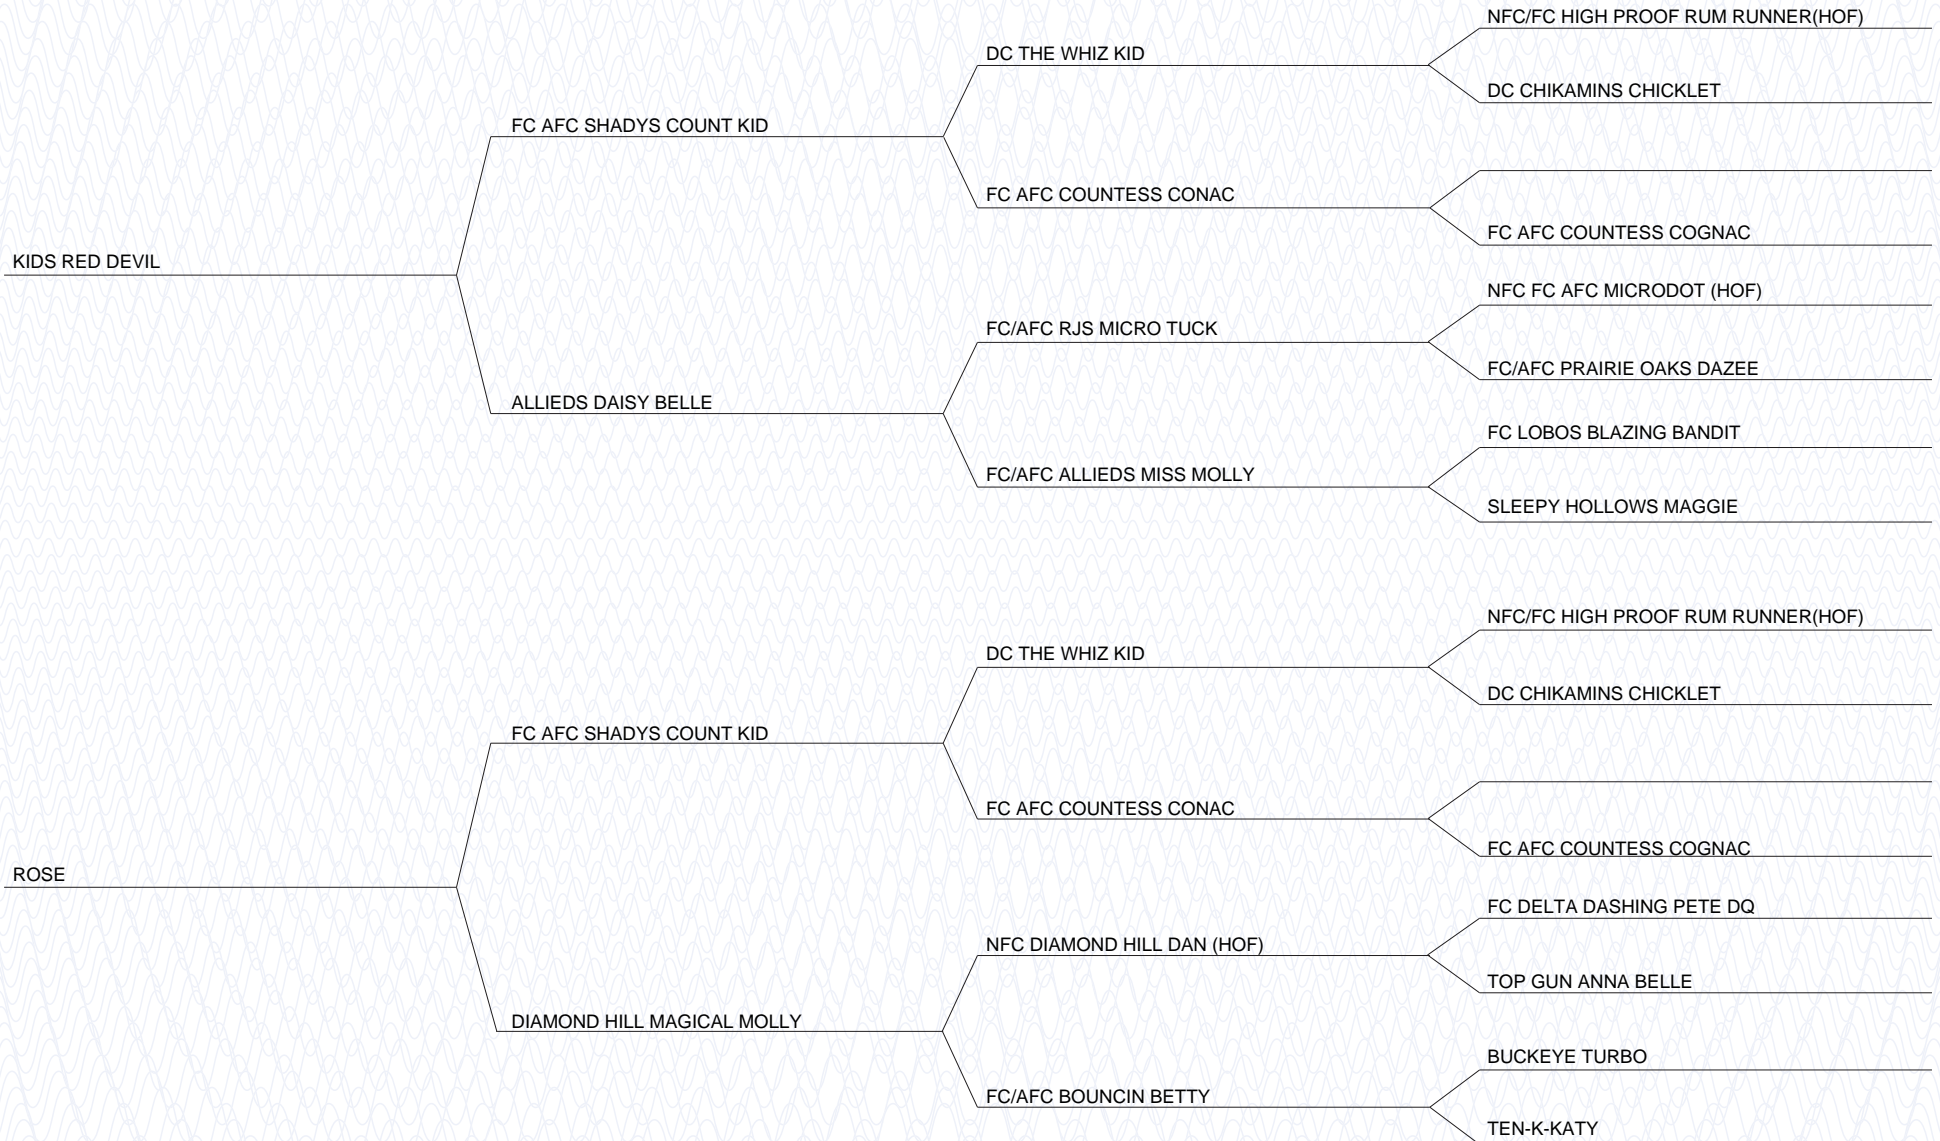 NFC/FC HIGH PROOF RUM RUNNER(HOF)
DC THE WHIZ KID
DC CHIKAMINS CHICKLET
FC AFC SHADYS COUNT KID
FC AFC COUNTESS CONAC
FC AFC COUNTESS COGNAC
KIDS RED DEVIL
NFC FC AFC MICRODOT (HOF)
FC/AFC RJS MICRO TUCK
FC/AFC PRAIRIE OAKS DAZEE
ALLIEDS DAISY BELLE
FC LOBOS BLAZING BANDIT
FC/AFC ALLIEDS MISS MOLLY
SLEEPY HOLLOWS MAGGIE
NFC/FC HIGH PROOF RUM RUNNER(HOF)
DC THE WHIZ KID
DC CHIKAMINS CHICKLET
FC AFC SHADYS COUNT KID
FC AFC COUNTESS CONAC
FC AFC COUNTESS COGNAC
ROSE
FC DELTA DASHING PETE DQ
NFC DIAMOND HILL DAN (HOF)
TOP GUN ANNA BELLE
DIAMOND HILL MAGICAL MOLLY
BUCKEYE TURBO
FC/AFC BOUNCIN BETTY
TEN-K-KATY